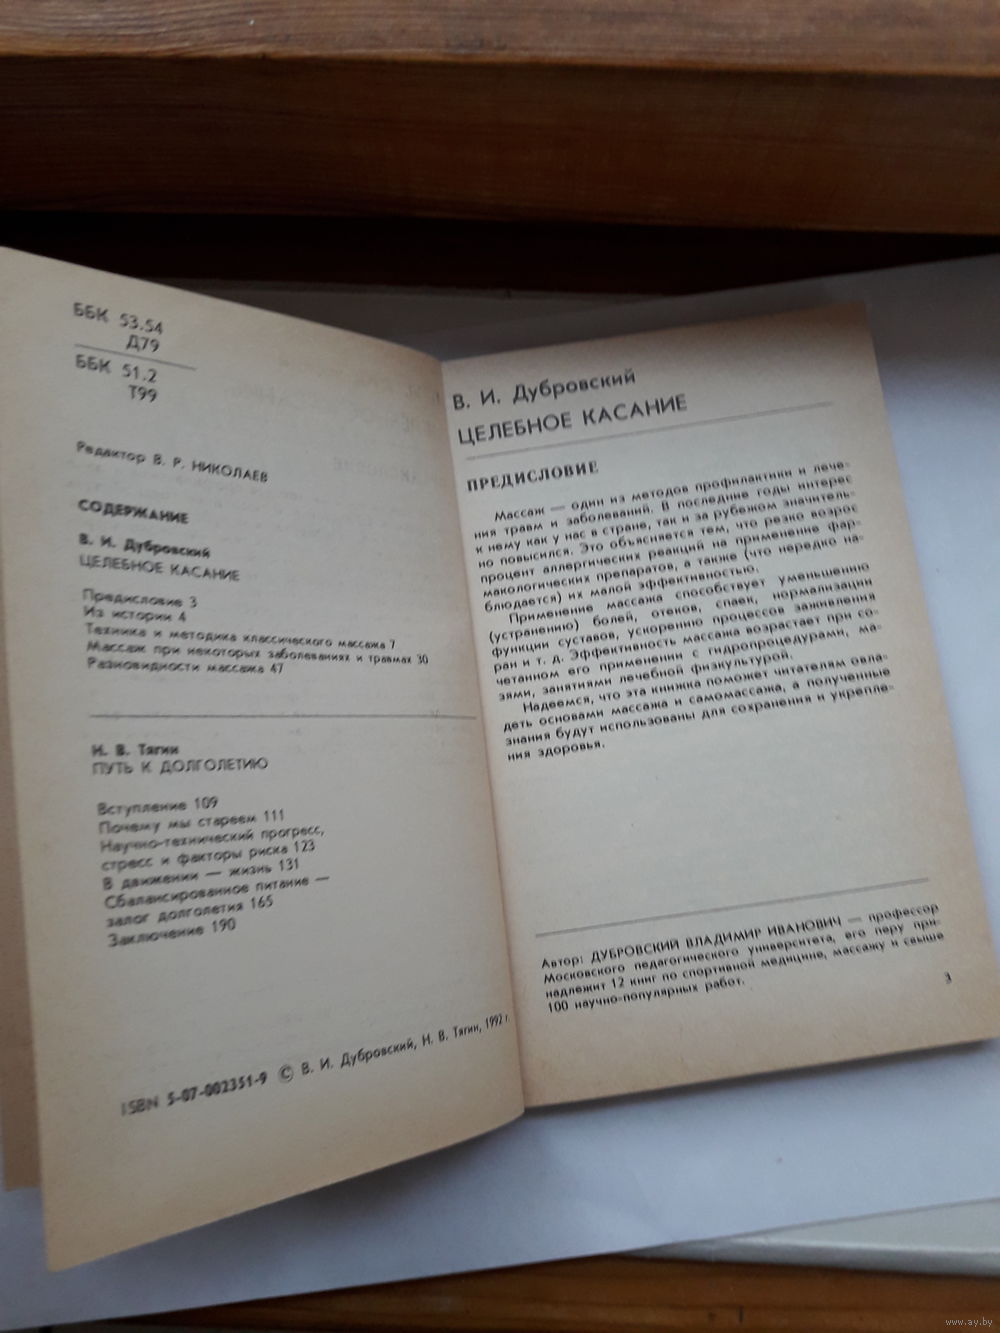 ББК 53.54
Д79
ББК 51.2
Т99
Редактор В. Р. НИКОЛАЕВ
СОДЕРЖАНИЕ
В. И. Дубровский
ЦЕЛЕБНОЕ КАСАНИЕ
Предисловие 3
Из истории 4
Техника и методика классического массажа 7
Массаж при некоторых заболеваниях и травмах 30
Разновидности массажа 47
Н. В. Тягин
ПУТЬ К ДОЛГОЛЕТИЮ
Вступление 109
Почему мы стареем 111
Научно-технический прогресс,
стресс и факторы риска 123
В движении — жизнь 131
Сбалансированное питание —
залог долголетия 165
Заключение 190
ISBN 5-07-002351-9 © В. И. Дубровский, Н. В. Тягин, 1992 г.
В. И. Дубровский
ЦЕЛЕБНОЕ КАСАНИЕ
ПРЕДИСЛОВИЕ
Массаж — один из методов профилактики и лече-
ния травм и заболеваний. В последние годы интерес
к нему как у нас в стране, так и за рубежом значитель-
но повысился. Это объясняется тем, что резко возрос
процент аллергических реакций на применение фар-
макологических препаратов, а также (что нередко на-
блюдается) их малой эффективностью.
Применение массажа способствует уменьшению
(устранению) болей, отеков, спаек, нормализации
функции суставов, ускорению процессов заживления
ран и т. д. Эффективность массажа возрастает при со-
четанном его применении с гидропроцедурами, ма-
зями, занятиями лечебной физкультурой.
Надеемся, что эта книжка поможет читателям овла-
деть основами массажа и самомассажа, а полученные
знания будут использованы для сохранения и укрепле-
ния здоровья.
Автор: ДУБРОВСКИЙ ВЛАДИМИР ИВАНОВИЧ — профессор
Московского педагогического университета, его перу при-
надлежит 12 книг по спортивной медицине, массажу и свыше
100 научно-популярных работ.
3
www.ay.by